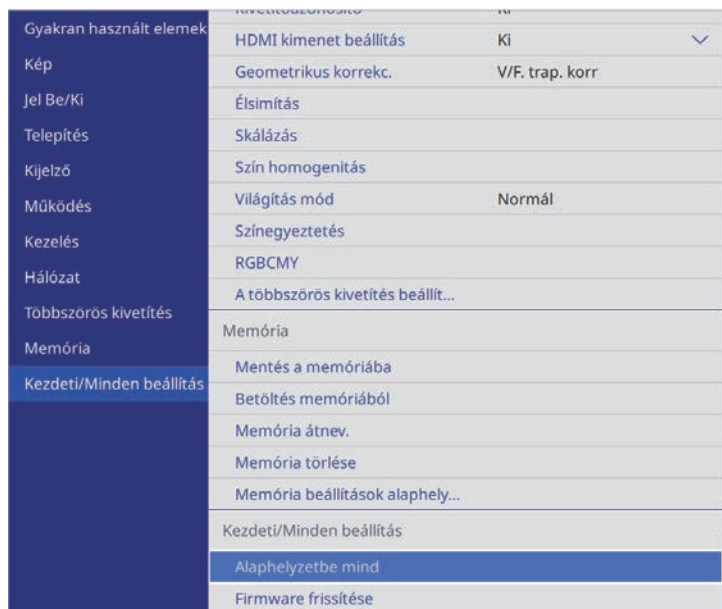 Gyakran használt elemek
Kép
Jel Be/Ki
Telepítés
Kijelző
Működés
Kezelés
Hálózat
Többszörös kivetítés
Memória
Kezdeti/Minden beállítás
HDMI kimenet beállítás Ki
Geometrikus korrekc. V/F. trap. korr
Élsimítás
Skálázás
Szín homogenitás
Világítás mód Normál
Színegyeztetés
RGBCMY
A többszörös kivetítés beállít...
Memória
Mentés a memóriába
Betöltés memóriából
Memória átnev.
Memória törlése
Memória beállítások alaphely...
Kezdeti/Minden beállítás
Alaphelyzetbe mind
Firmware frissítése